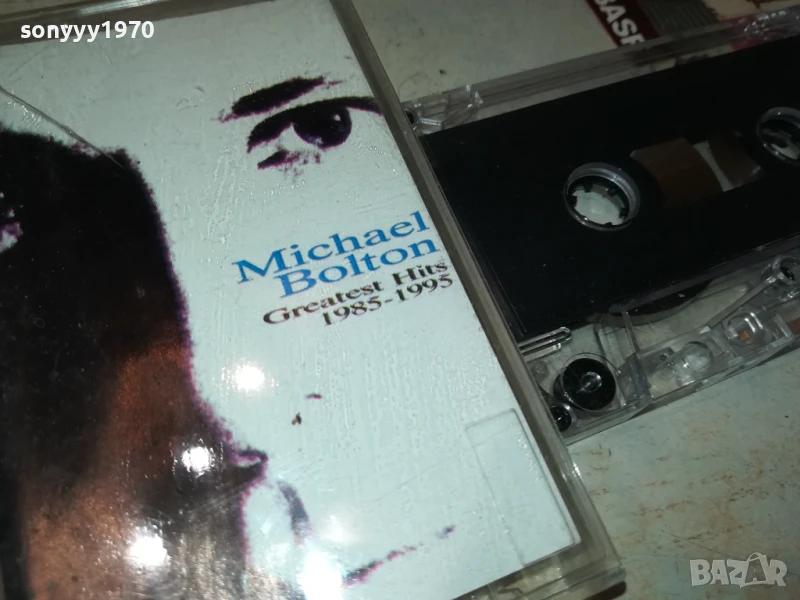 sonyyy1970
BASF
Michael
Bolton
Greatest Hits
1985-1995
BAZAR